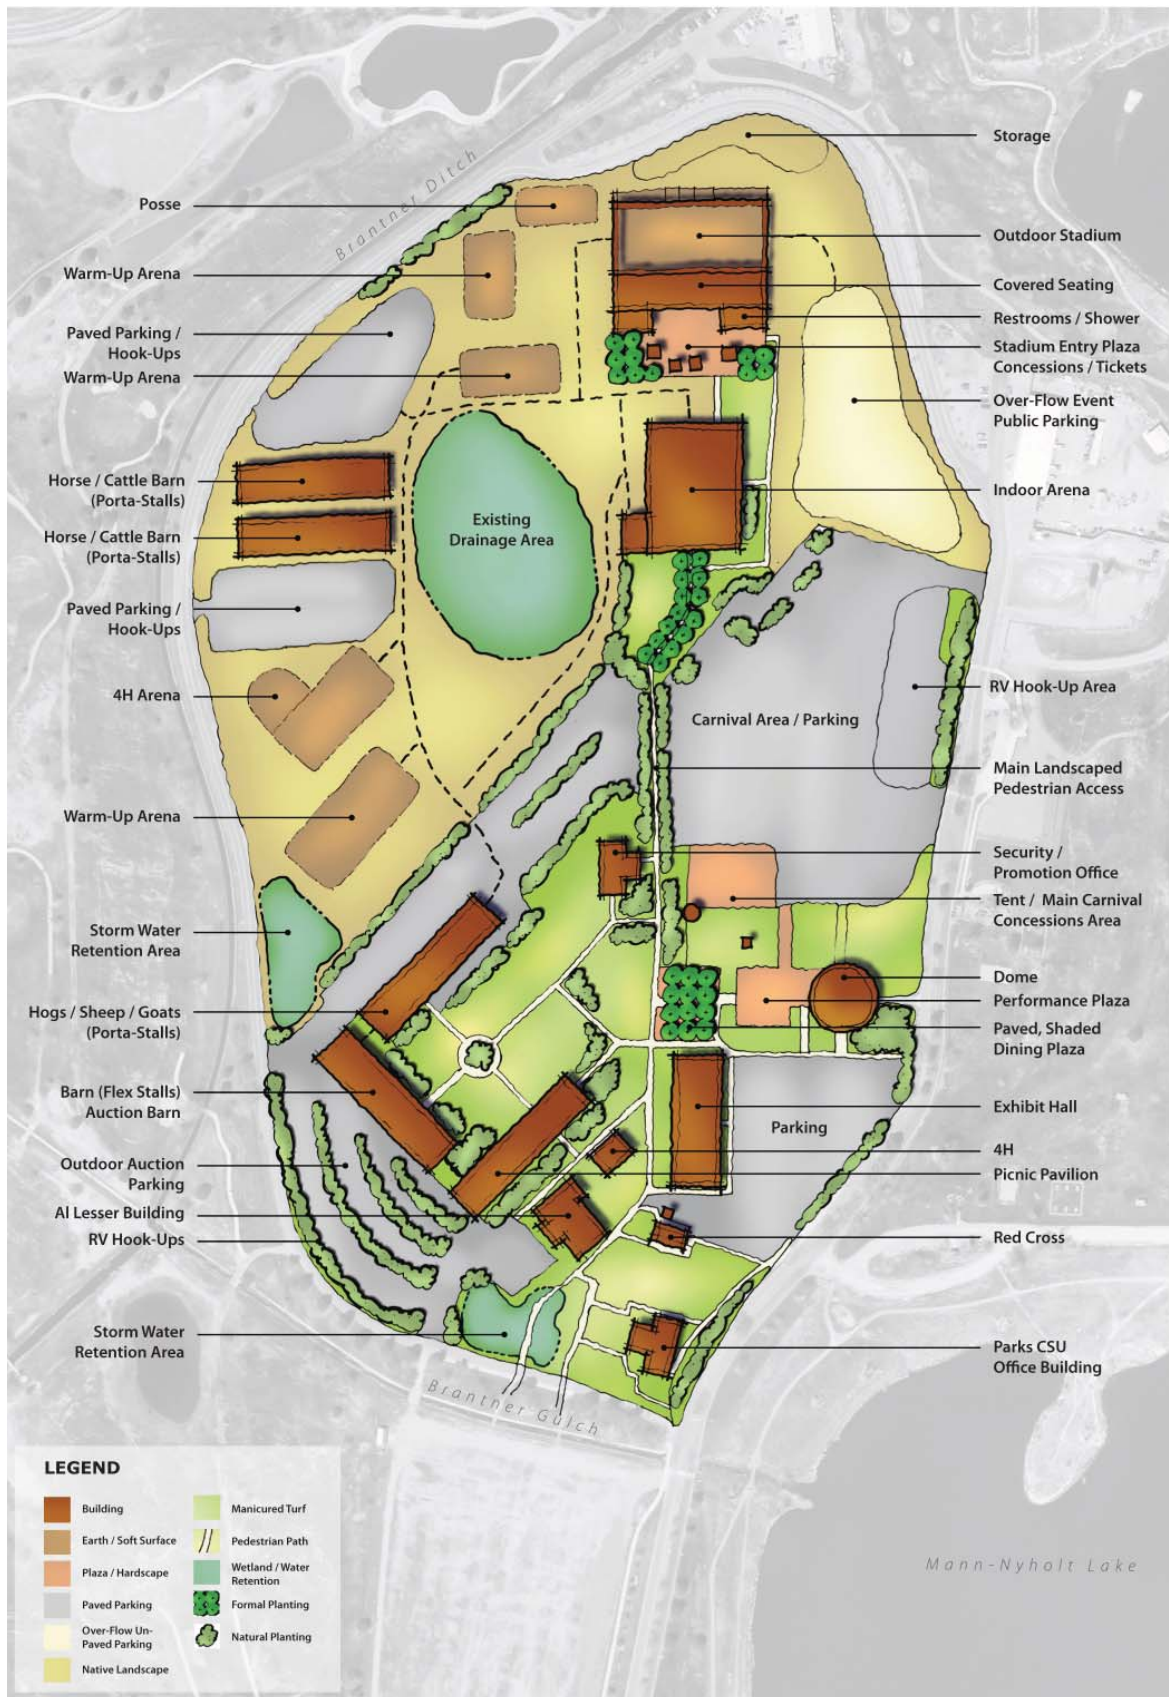 Storage
Brantner Ditch
Posse
Outdoor Stadium
Warm-Up Arena
Covered Seating
Restrooms / Shower
Paved Parking /
Hook-Ups
Stadium Entry Plaza
Concessions / Tickets
Warm-Up Arena
Over-Flow Event
Public Parking
Horse / Cattle Barn
(Porta-Stalls)
Indoor Arena
Existing
Drainage Area
Horse / Cattle Barn
(Porta-Stalls)
Paved Parking /
Hook-Ups
4H Arena
RV Hook-Up Area
Carnival Area / Parking
Main Landscaped
Pedestrian Access
Warm-Up Arena
Security /
Promotion Office
Tent / Main Carnival
Concessions Area
Storm Water
Retention Area
Dome
Performance Plaza
Hogs / Sheep / Goats
(Porta-Stalls)
Paved, Shaded
Dining Plaza
Barn (Flex Stalls)
Auction Barn
Exhibit Hall
Parking
4H
Outdoor Auction
Parking
Picnic Pavilion
Al Lesser Building
RV Hook-Ups
Red Cross
Storm Water
Retention Area
Parks CSU
Office Building
Brantner Gulch
LEGEND
Building
Earth / Soft Surface
Plaza / Hardscape
Paved Parking
Over-Flow Un-
Paved Parking
Native Landscape
Manicured Turf
Pedestrian Path
Wetland / Water
Retention
Formal Planting
Natural Planting
Mann-Nyholt Lake